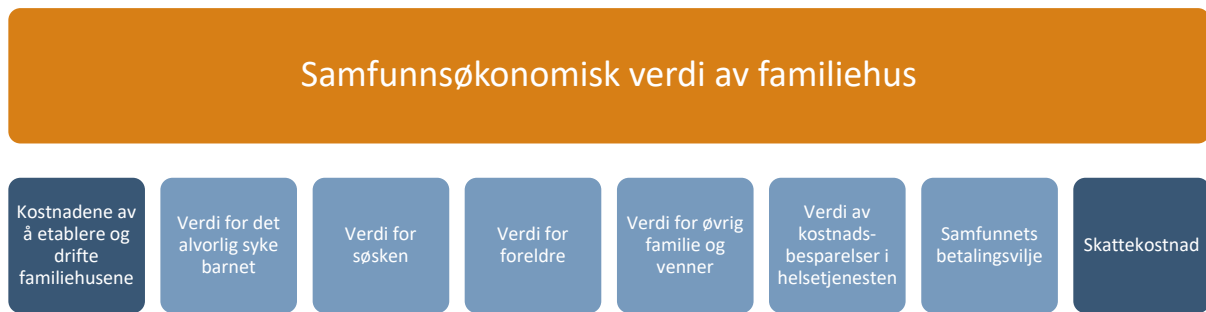 Samfunnsøkonomisk verdi av familiehus
Kostnadene av
å etablere og
drifte
familiehusene
Verdi for det
alvorlig syke
barnet
Verdi for
søsken
Verdi for
foreldre
Verdi for øvrig
familie og
venner
Verdi av
kostnads-
besparelser i
helsetjenesten
Samfunnets
betalingsvilje
Skattekostnad